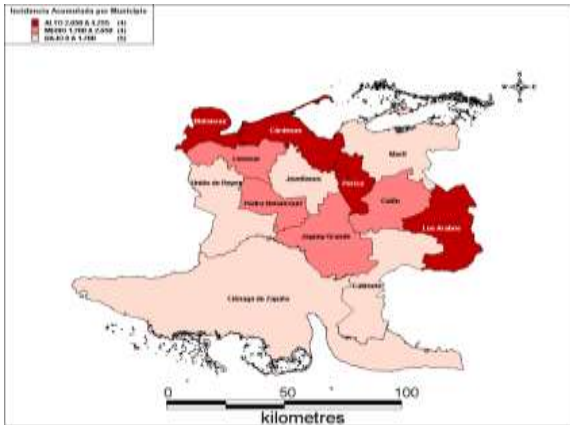 Incidencia Acumulada por Municipio
ALTO 2.650 A 4.255 (4)
MEDIO 1.700 A 2.650 (4)
BAJO 0 A 1.700 (6)
W E
Matanzas
Cárdenas
Martí
Limonar
Jovellanos
Unión de Reyes
Perico
Colón
Pedro Betancourt
Los Arabos
Jagüey Grande
Calimete
Ciénaga de Zapata
0 50 100
kilometres